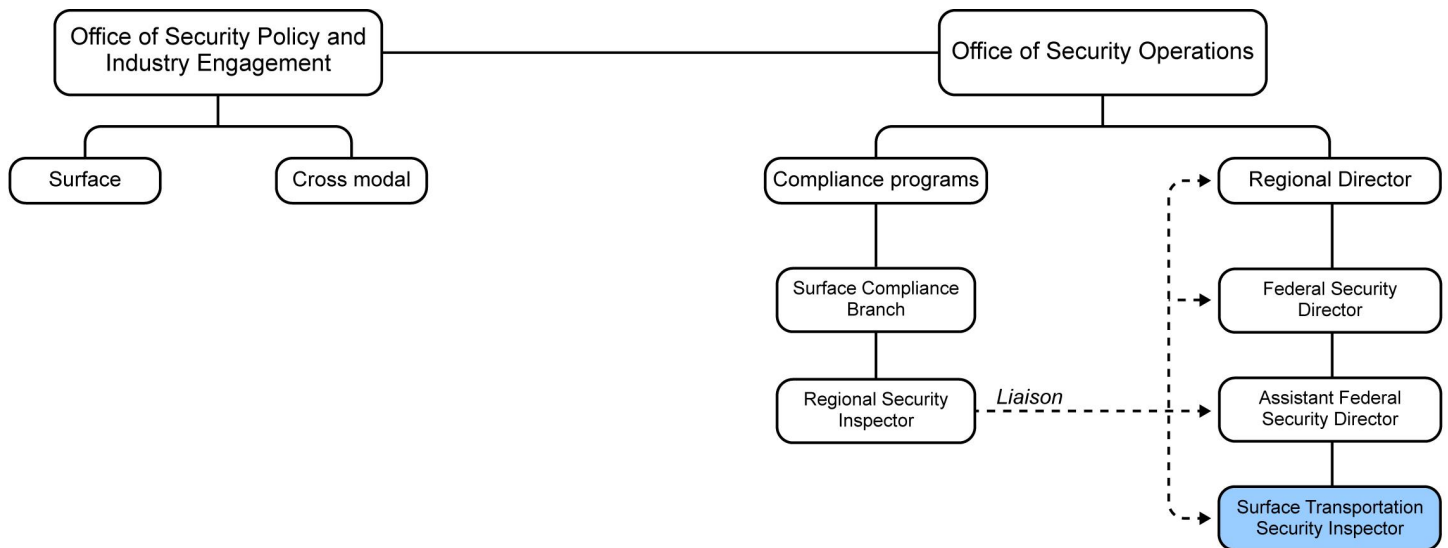 Office of Security Policy and
Industry Engagement
Office of Security Operations
Surface
Cross modal
Compliance programs
Regional Director
Surface Compliance
Branch
Federal Security
Director
Regional Security
Inspector
Liaison
Assistant Federal
Security Director
Surface Transportation
Security Inspector